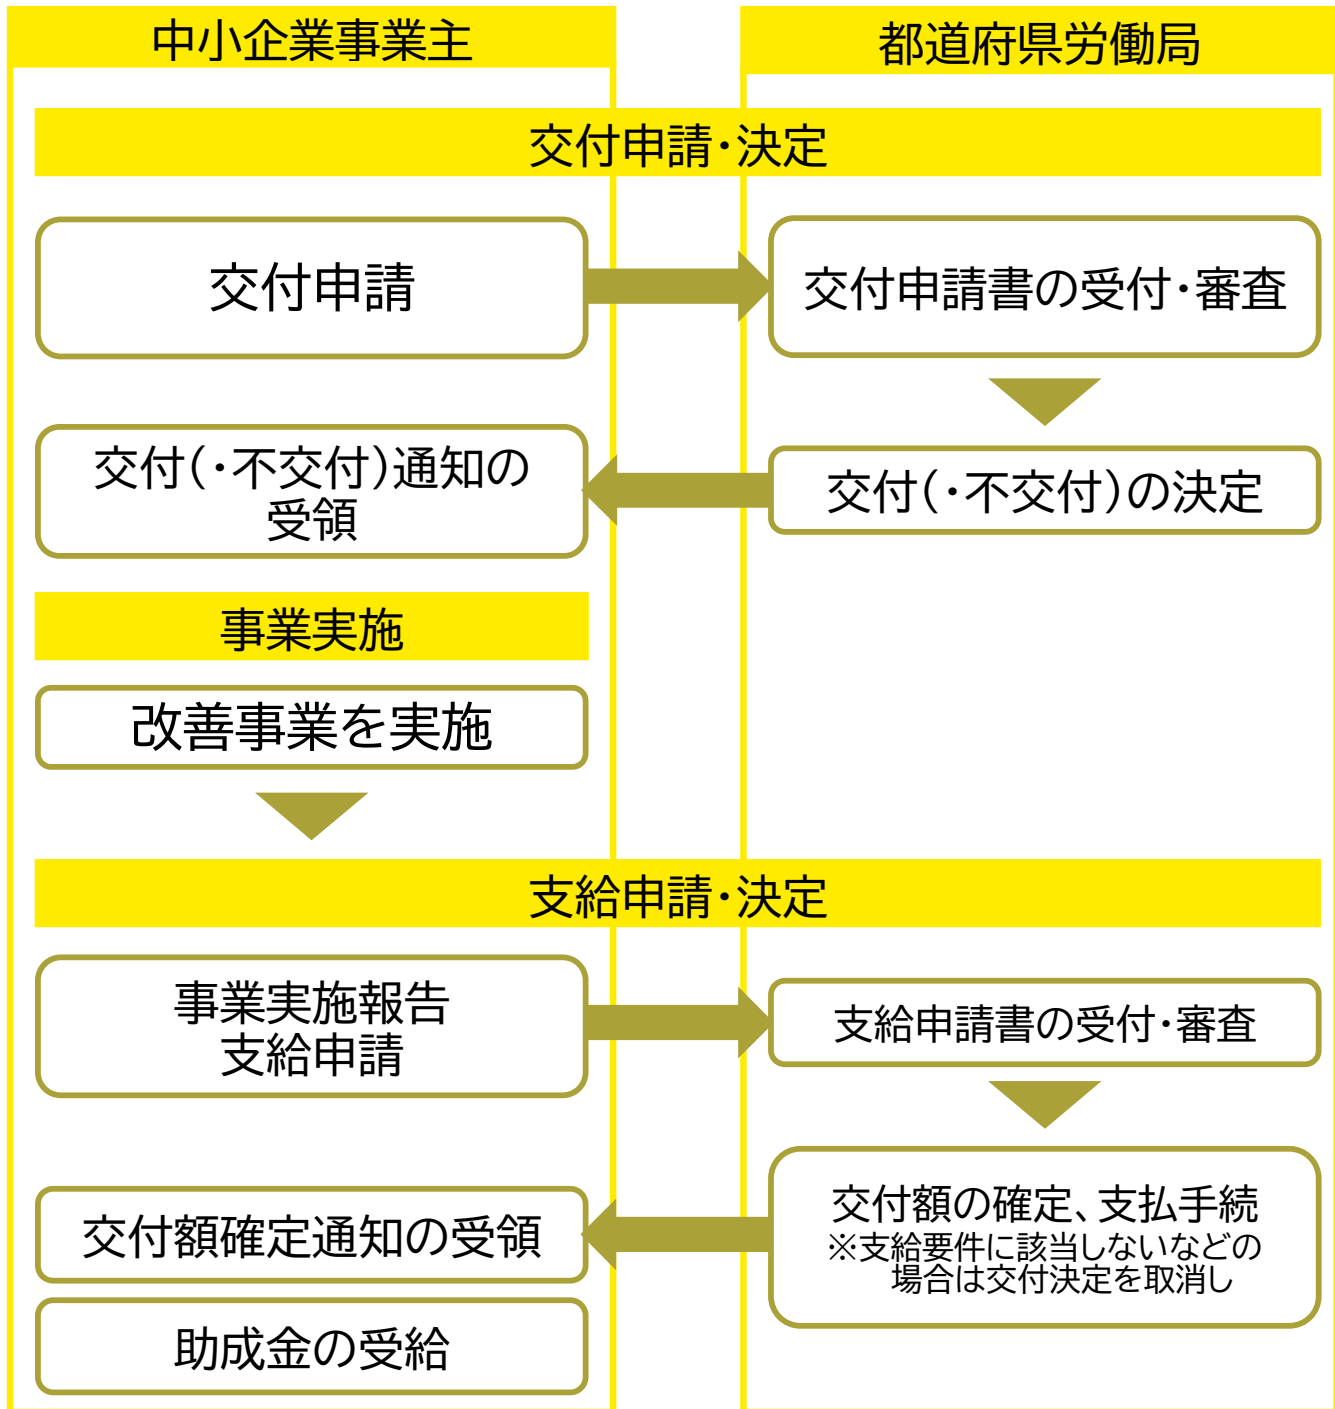 中小企業事業主
都道府県労働局
交付申請・決定
交付申請
交付申請書の受付・審査
交付(・不交付)通知の
受領
交付(・不交付)の決定
事業実施
改善事業を実施
支給申請・決定
事業実施報告
支給申請
支給申請書の受付・審査
交付額の確定、支払手続
※支給要件に該当しないなどの
場合は交付決定を取消し
交付額確定通知の受領
助成金の受給